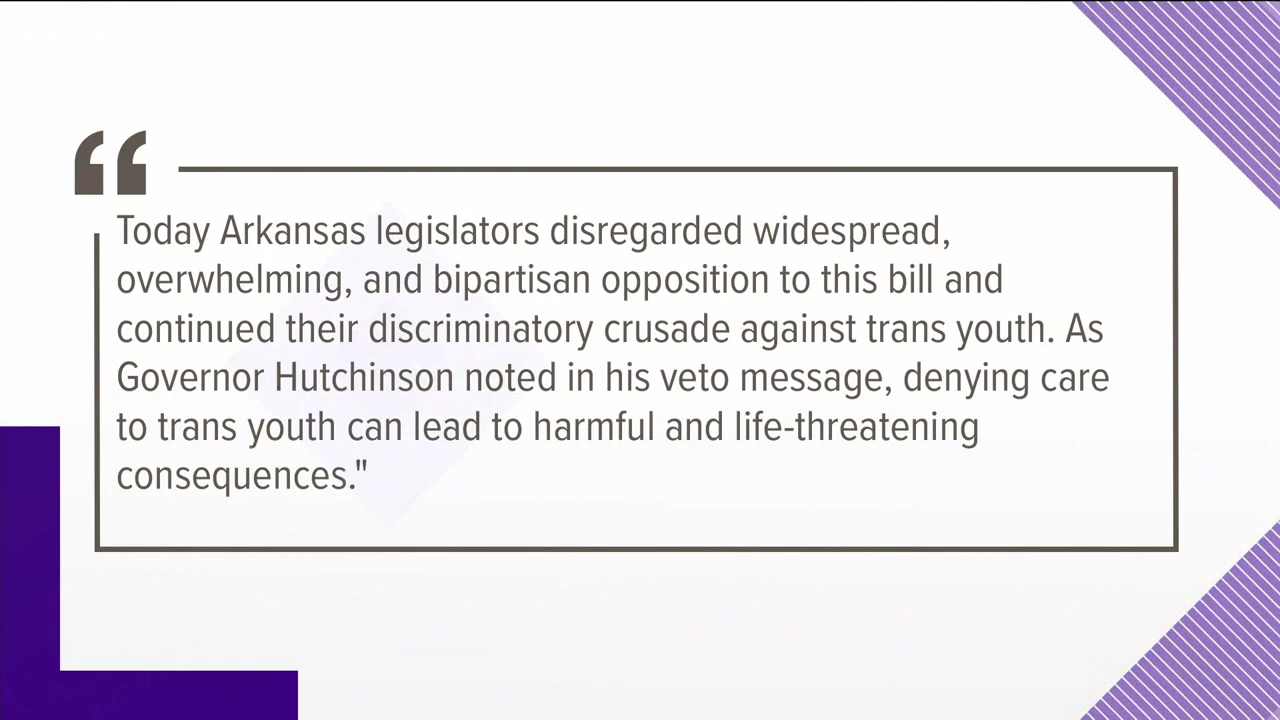 “
Today Arkansas legislators disregarded widespread,
overwhelming, and bipartisan opposition to this bill and
continued their discriminatory crusade against trans youth. As
Governor Hutchinson noted in his veto message, denying care
to trans youth can lead to harmful and life-threatening
consequences."